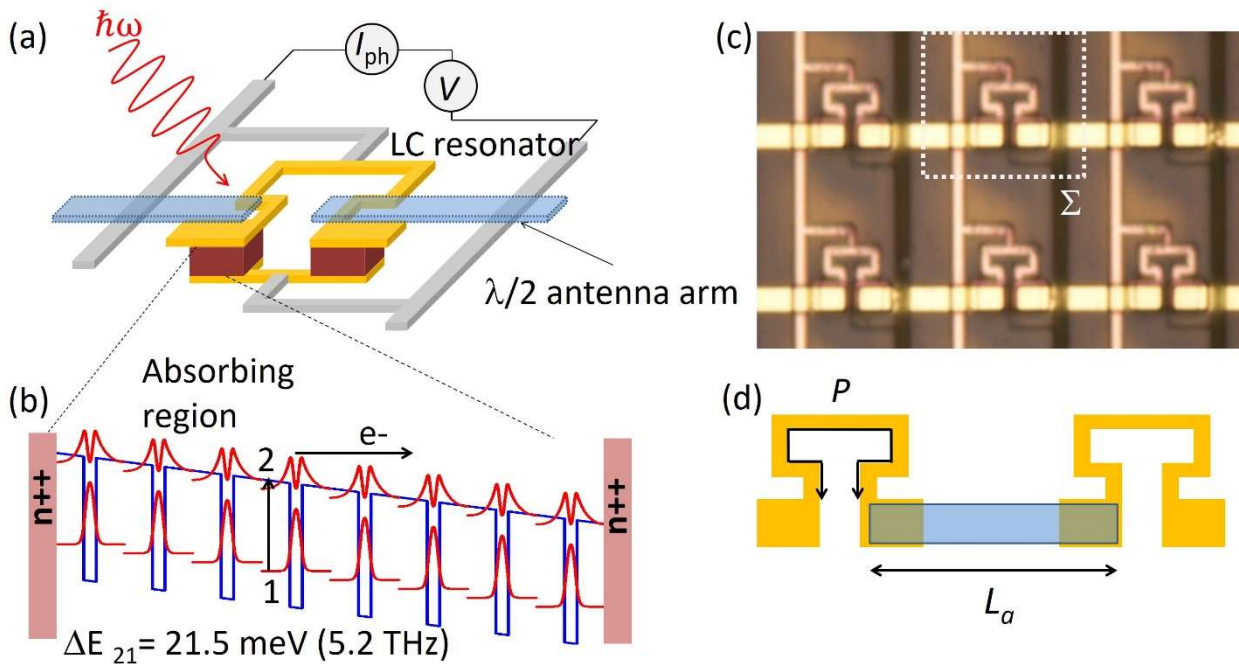 (a)
ħω
I_ph
V
LC resonator
λ/2 antenna arm
(b)
Absorbing
region
e-
2
1
n++
n++
ΔE ₂₁= 21.5 meV (5.2 THz)
(c)
Σ
(d)
P
Lₐ